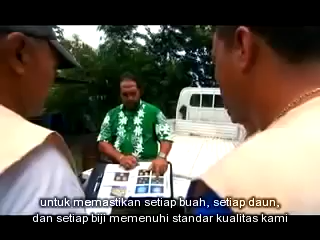 untuk memastikan setiap buah, setiap daun,
dan setiap biji memenuhi standar kualitas kami